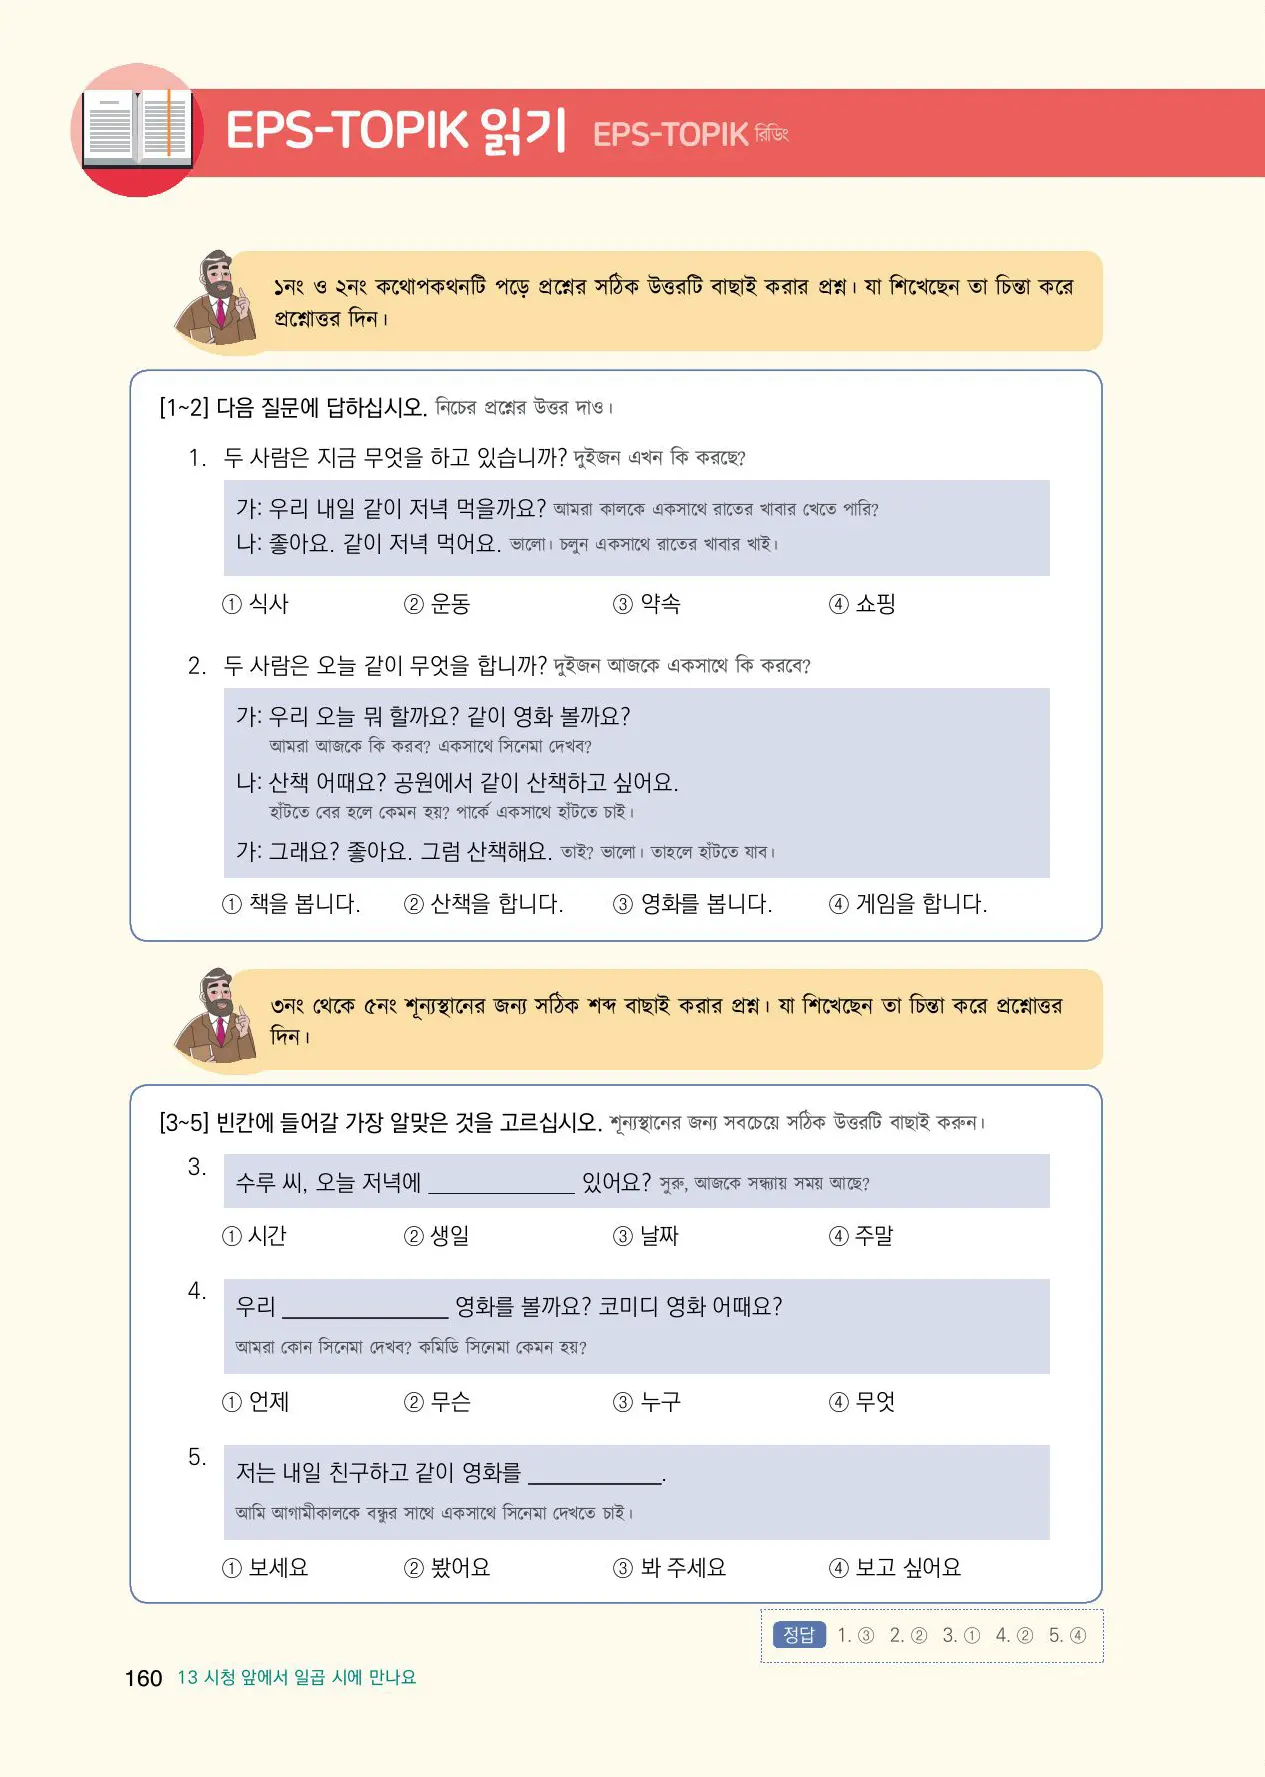 EPS-TOPIK 읽기 EPS-TOPIK রিডিং
১নং ও ২নং কথোপকথনটি পড়ে প্রশ্নের সঠিক উত্তরটি বাছাই করার প্রশ্ন। যা শিখেছেন তা চিন্তা করে
প্রশ্নোত্তর দিন।
[1~2] 다음 질문에 답하십시오. নিচের প্রশ্নের উত্তর দাও।
1. 두 사람은 지금 무엇을 하고 있습니까? দুইজন এখন কি করছে?
가: 우리 내일 같이 저녁 먹을까요? আমরা কালকে একসাথে রাতের খাবার খেতে পারি?
나: 좋아요. 같이 저녁 먹어요. ভালো। চলুন একসাথে রাতের খাবার খাই।
① 식사 ② 운동 ③ 약속 ④ 쇼핑
2. 두 사람은 오늘 같이 무엇을 합니까? দুইজন আজকে একসাথে কি করবে?
가: 우리 오늘 뭐 할까요? 같이 영화 볼까요?
আমরা আজকে কি করব? একসাথে সিনেমা দেখব?
나: 산책 어때요? 공원에서 같이 산책하고 싶어요.
হাঁটতে বের হলে কেমন হয়? পার্কে একসাথে হাঁটতে চাই।
가: 그래요? 좋아요. 그럼 산책해요. তাই? ভালো। তাহলে হাঁটতে যাব।
① 책을 봅니다. ② 산책을 합니다. ③ 영화를 봅니다. ④ 게임을 합니다.
৩নং থেকে ৫নং শূন্যস্থানের জন্য সঠিক শব্দ বাছাই করার প্রশ্ন। যা শিখেছেন তা চিন্তা করে প্রশ্নোত্তর
দিন।
[3~5] 빈칸에 들어갈 가장 알맞은 것을 고르십시오. শূন্যস্থানের জন্য সবচেয়ে সঠিক উত্তরটি বাছাই করুন।
3. 수루 씨, 오늘 저녁에 ____________ 있어요? সুরু, আজকে সন্ধ্যায় সময় আছে?
① 시간 ② 생일 ③ 날짜 ④ 주말
4. 우리 ____________ 영화를 볼까요? 코미디 영화 어때요?
আমরা কোন সিনেমা দেখব? কমিডি সিনেমা কেমন হয়?
① 언제 ② 무슨 ③ 누구 ④ 무엇
5. 저는 내일 친구하고 같이 영화를 ____________.
আমি আগামীকালকে বন্ধুর সাথে একসাথে সিনেমা দেখতে চাই।
① 보세요 ② 봤어요 ③ 봐 주세요 ④ 보고 싶어요
정답 1. ③ 2. ② 3. ① 4. ② 5. ④
160 13 시청 앞에서 일곱 시에 만나요